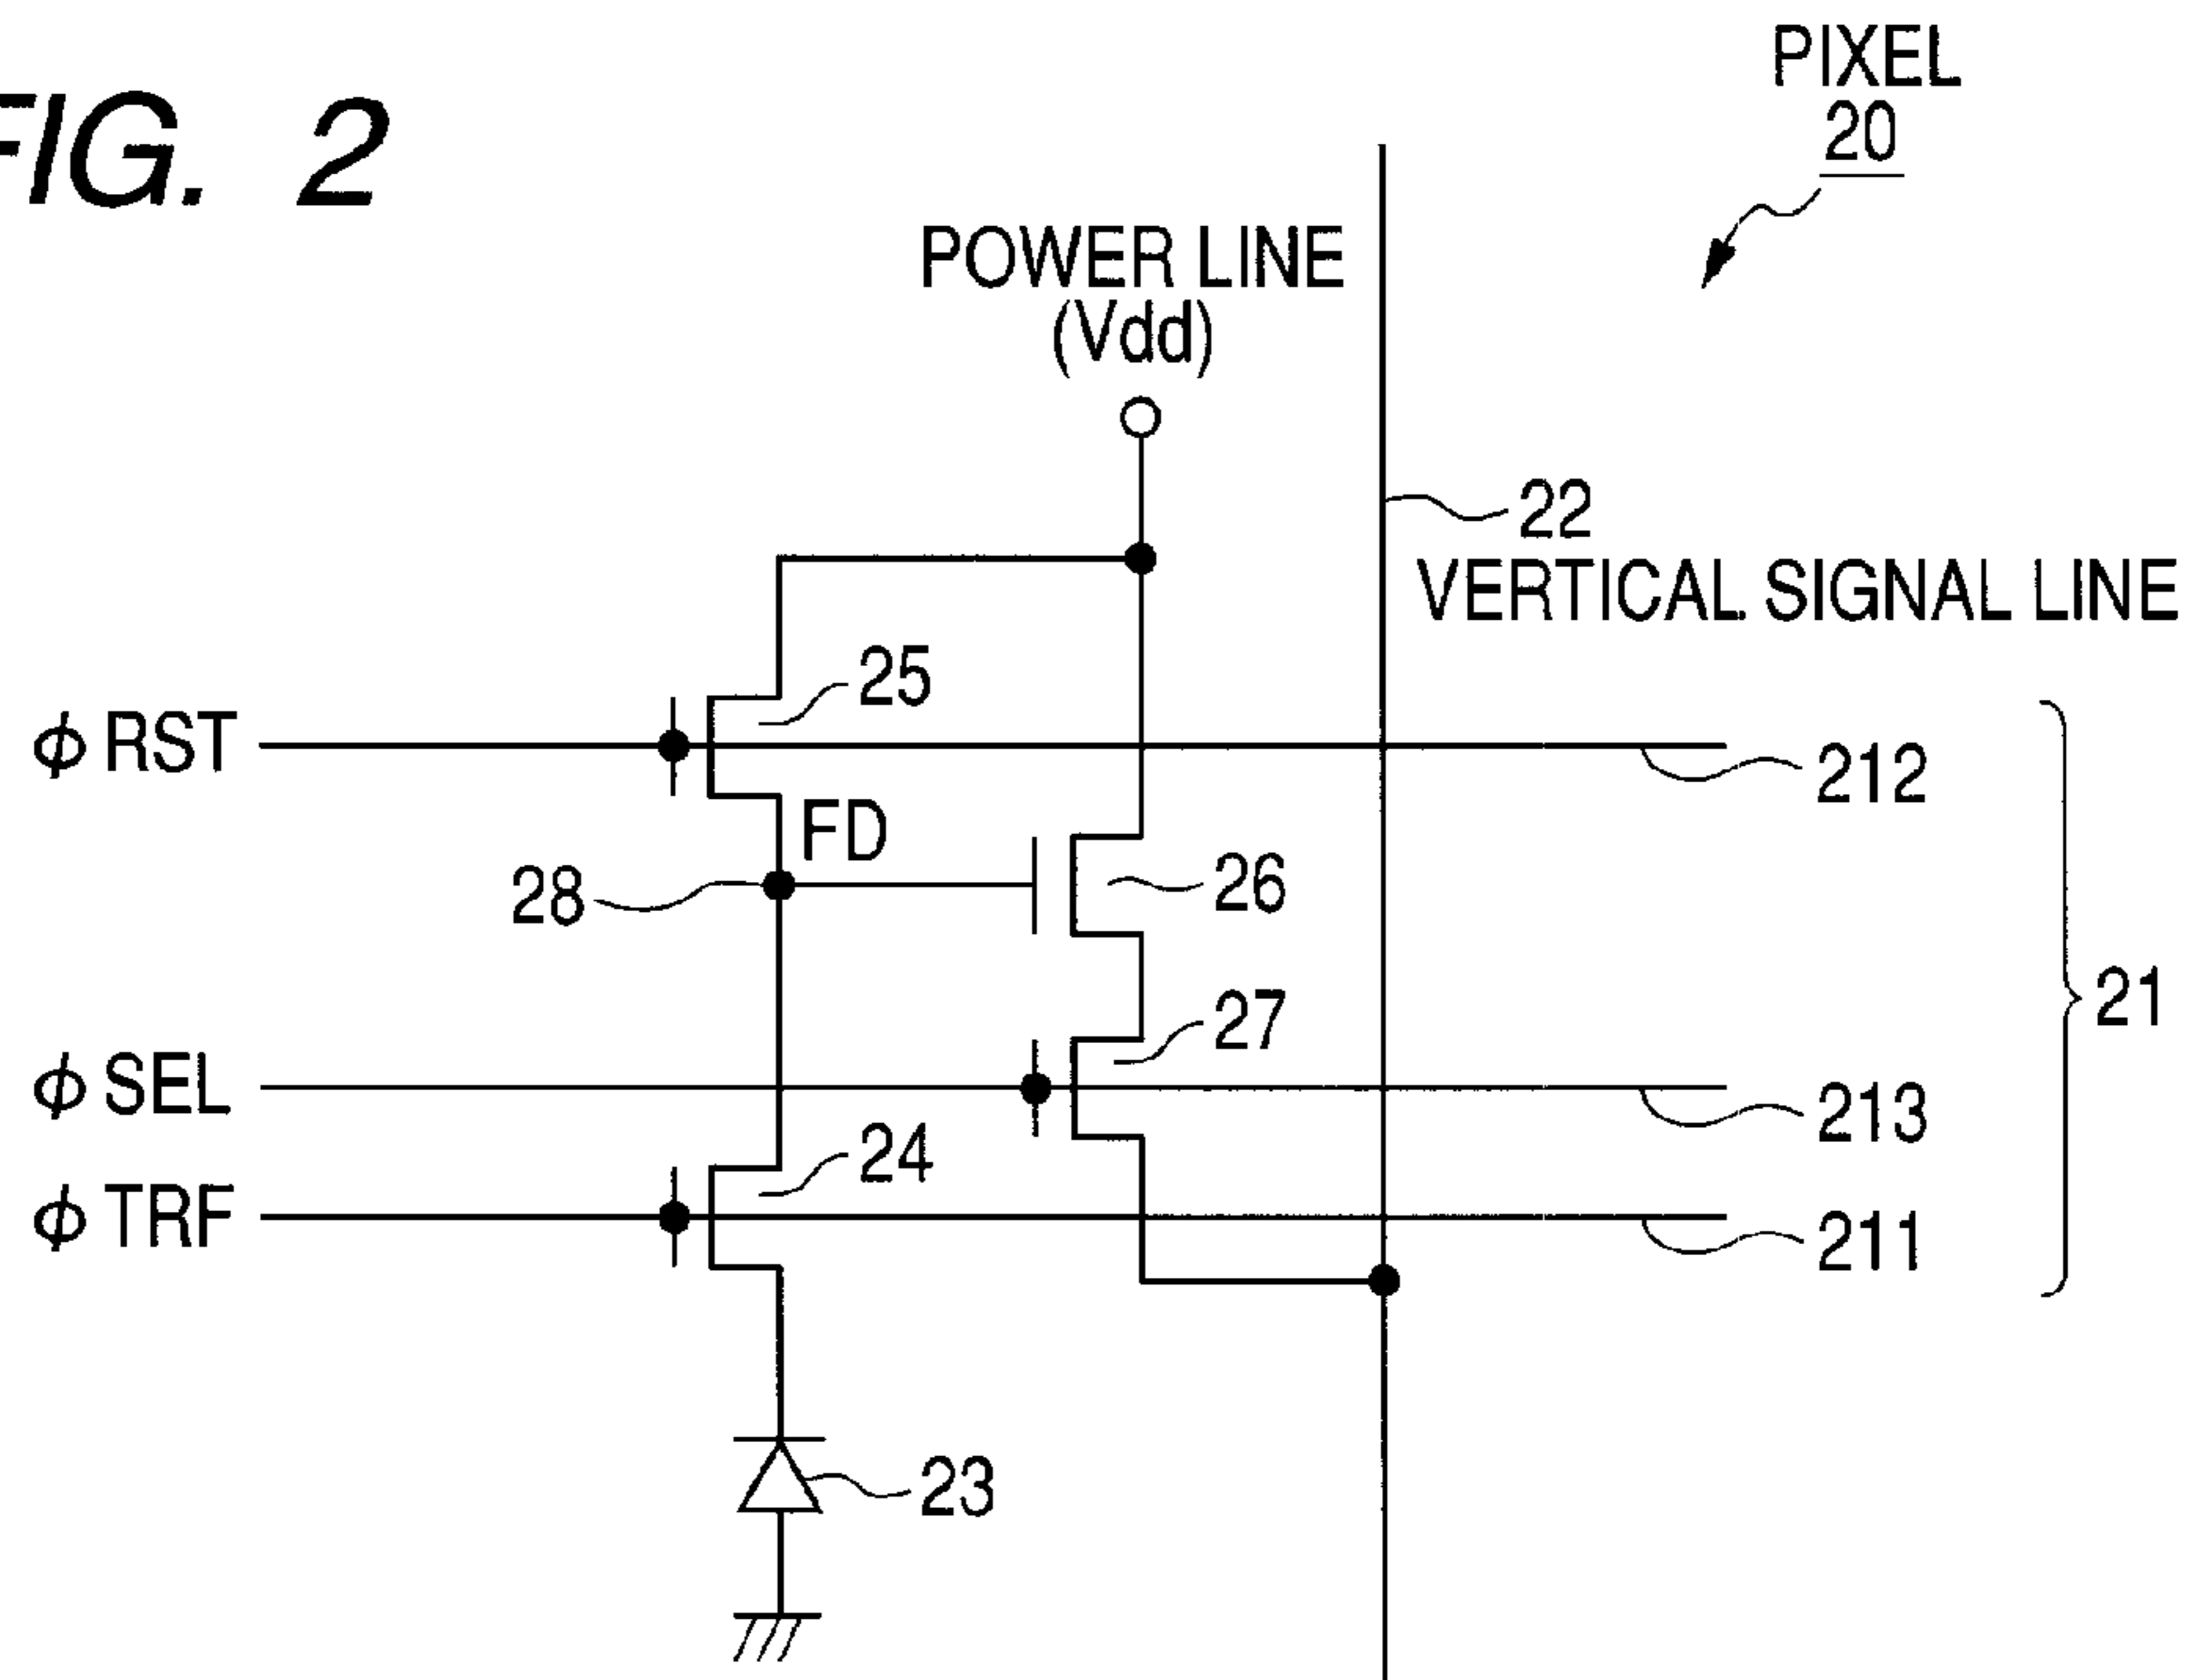 FIG. 2
PIXEL
20
POWER LINE
(Vdd)
22
VERTICAL SIGNAL LINE
25
ϕ RST
212
FD
28
26
21
27
ϕ SEL
213
24
ϕ TRF
211
23